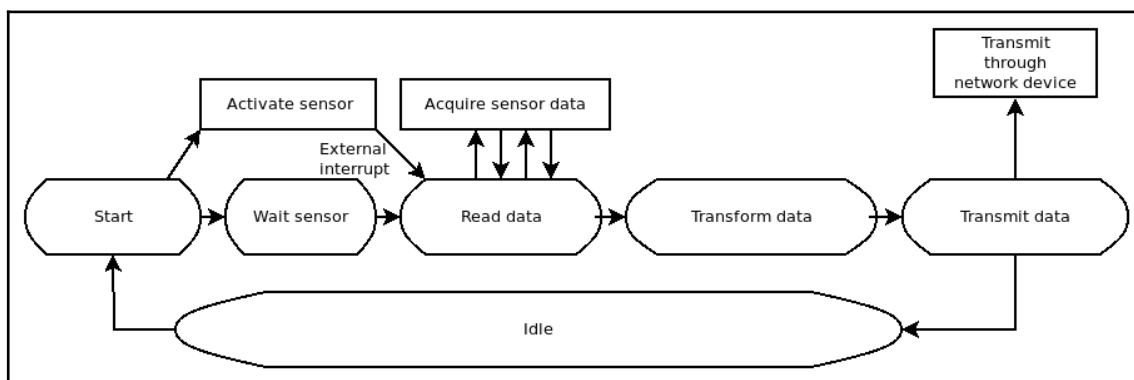 Transmit
through
network device
Activate sensor
Acquire sensor data
External
interrupt
Start
Wait sensor
Read data
Transform data
Transmit data
Idle